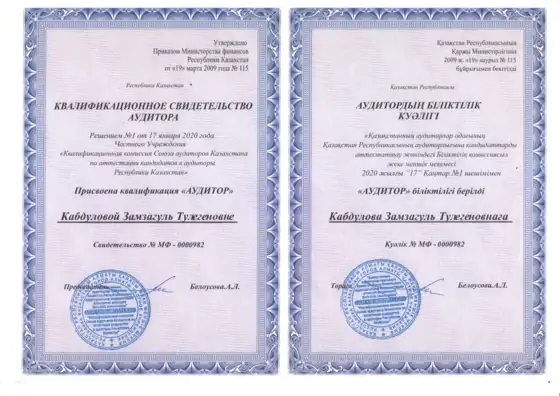 Утверждаю
Приказом Министерства финансов
Республики Казахстан
от «19» марта 2009 года № 115
Республика Казахстан
КВАЛИФИКАЦИОННОЕ СВИДЕТЕЛЬСТВО
АУДИТОРА
Решением №1 от 17 января 2020 года
Частного Учреждения
«Квалификационная комиссия Союза аудиторов Казахстана
по аттестации кандидатов в аудиторы
Республики Казахстан»
Присвоена квалификация «АУДИТОР»
Кабдуловой Замзагуль Тулегеновне
Свидетельство № МФ - 0000982
Белоусова.А.Л.
Қазақстан Республикасының
Қаржы Министрлігінің
2009 ж. «19» наурыз № 115
бұйрығымен бекітілді
Қазақстан Республикасы
АУДИТОРДЫҢ БІЛІКТІЛІК
КУӘЛІГІ
«Қазақстанның аудиторлар одағының
Қазақстан Республикасының аудиторлығына кандидаттарды
аттестаттау жөніндегі Біліктілік комиссиясы»
жеке меншік мекемесі
2020 жылғы "17" Қаңтар №1 шешімімен
«АУДИТОР» біліктілігі берілді
Кабдулова Замзагуль Тулегеновнага
Куәлік № МФ - 0000982
Белоусова.А.Л.